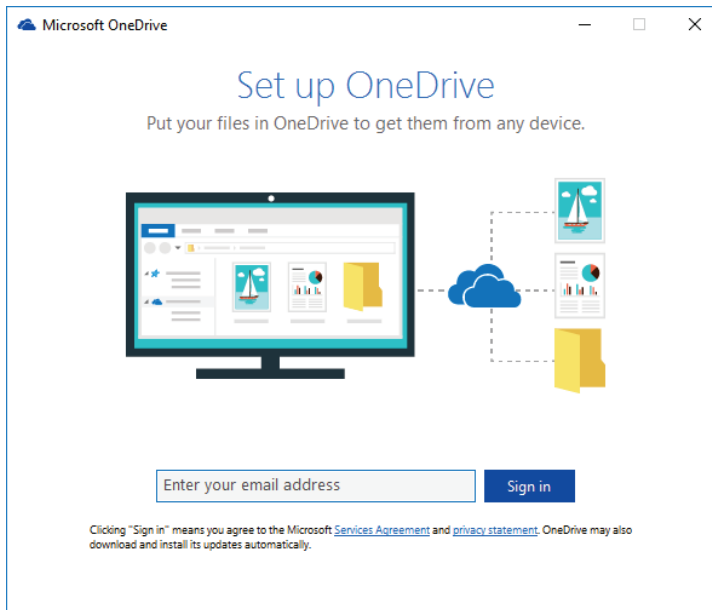 Microsoft OneDrive
Set up OneDrive
Put your files in OneDrive to get them from any device.
Enter your email address
Sign in
Clicking "Sign in" means you agree to the Microsoft Services Agreement and privacy statement. OneDrive may also
download and install its updates automatically.